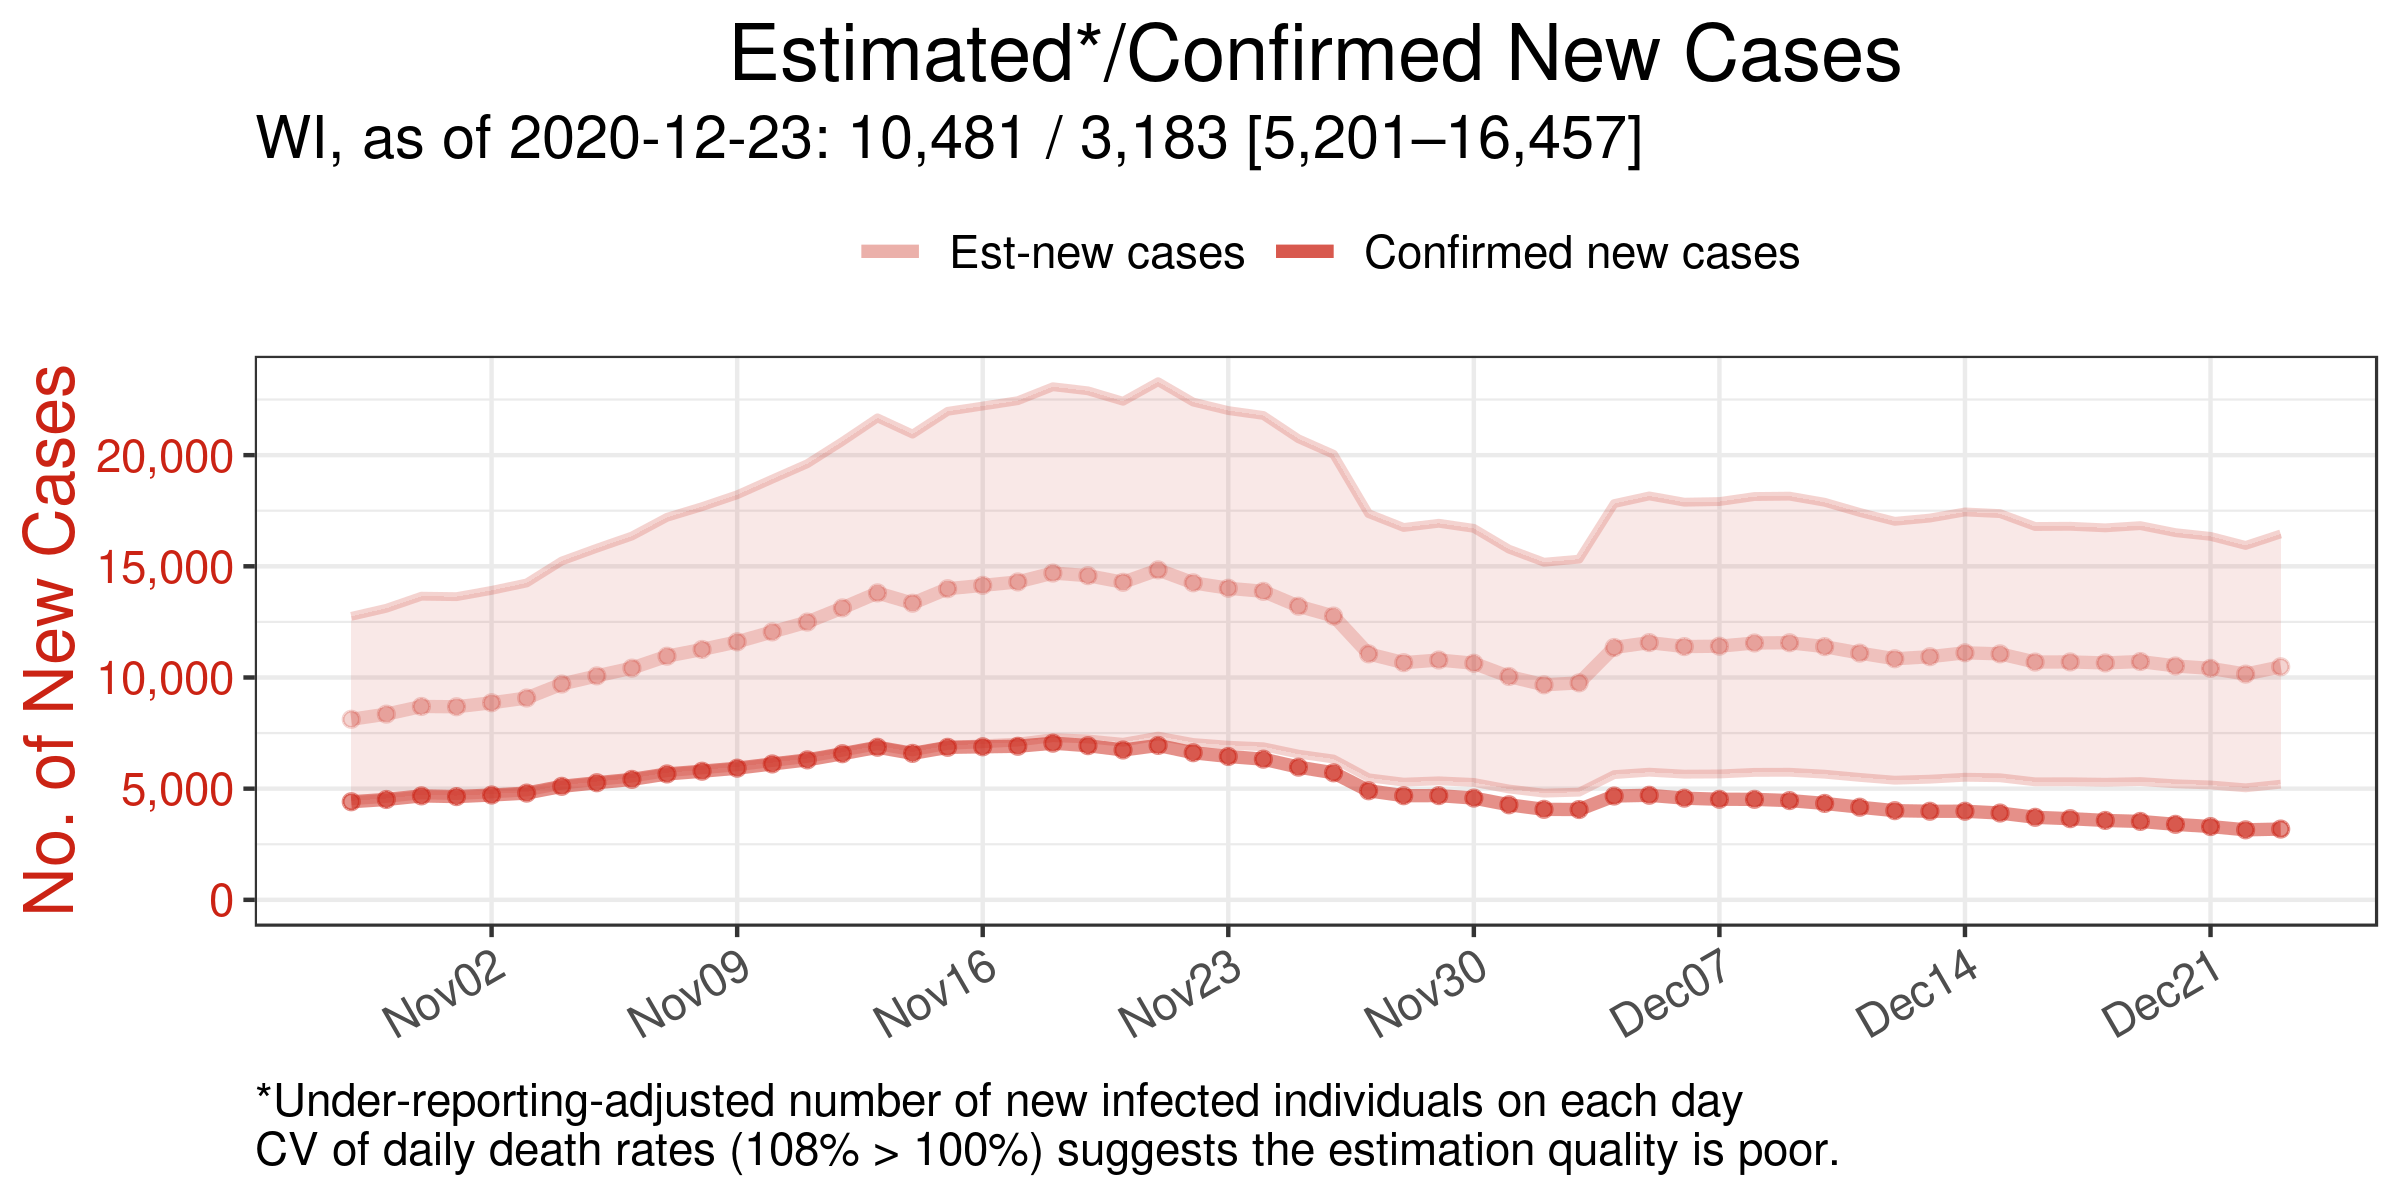 Estimated*/Confirmed New Cases
WI, as of 2020-12-23: 10,481 / 3,183 [5,201–16,457]
Est-new cases
Confirmed new cases
No. of New Cases
20,000
15,000
10,000
5,000
0
Nov02
Nov09
Nov16
Nov23
Nov30
Dec07
Dec14
Dec21
*Under-reporting-adjusted number of new infected individuals on each day
CV of daily death rates (108% > 100%) suggests the estimation quality is poor.